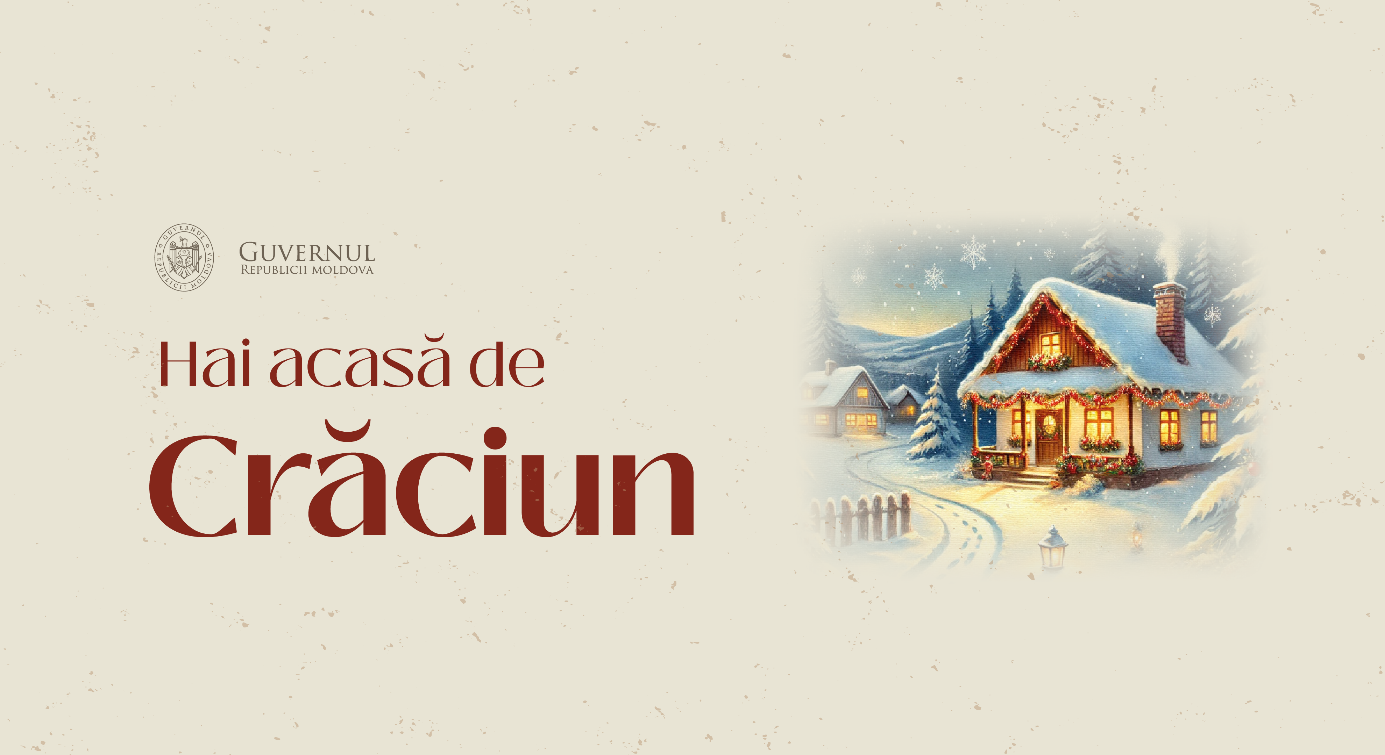 GUVERNUL
REPUBLICII MOLDOVA
Hai acasă de
Crăciun